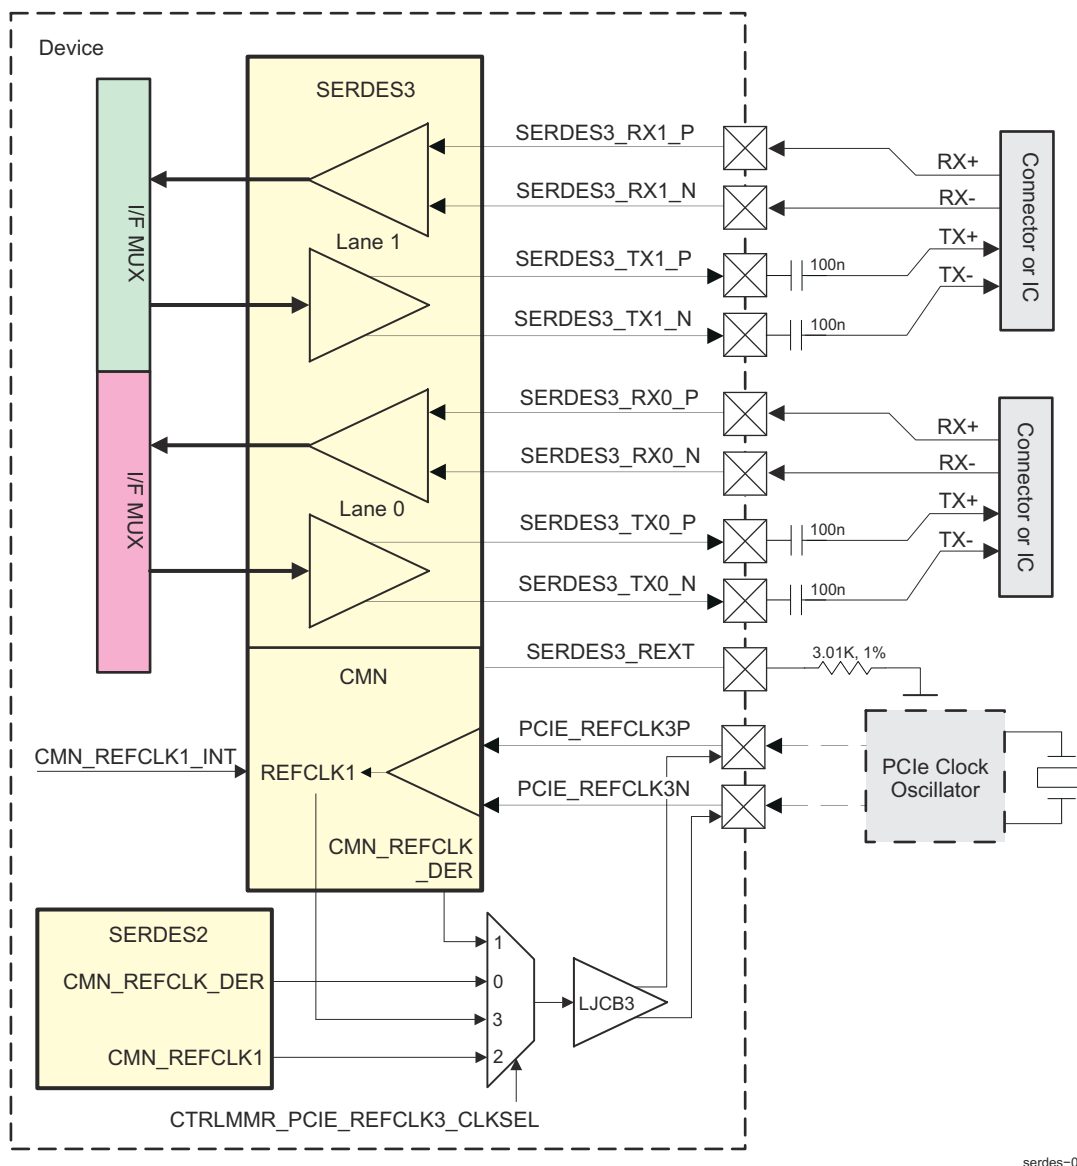 Device
SERDES3
SERDES3_RX1_P
RX+
SERDES3_RX1_N
RX-
Connector or IC
I/F MUX
Lane 1
SERDES3_TX1_P
TX+
100n
TX-
SERDES3_TX1_N
100n
SERDES3_RX0_P
RX+
SERDES3_RX0_N
RX-
Connector or IC
I/F MUX
Lane 0
SERDES3_TX0_P
TX+
100n
TX-
SERDES3_TX0_N
100n
SERDES3_REXT
3.01K, 1%
CMN
PCIE_REFCLK3P
CMN_REFCLK1_INT
REFCLK1
PCIe Clock
Oscillator
PCIE_REFCLK3N
CMN_REFCLK
_DER
SERDES2
1
CMN_REFCLK_DER
0
LJCB3
3
CMN_REFCLK1
2
CTRLMMR_PCIE_REFCLK3_CLKSEL
serdes-0